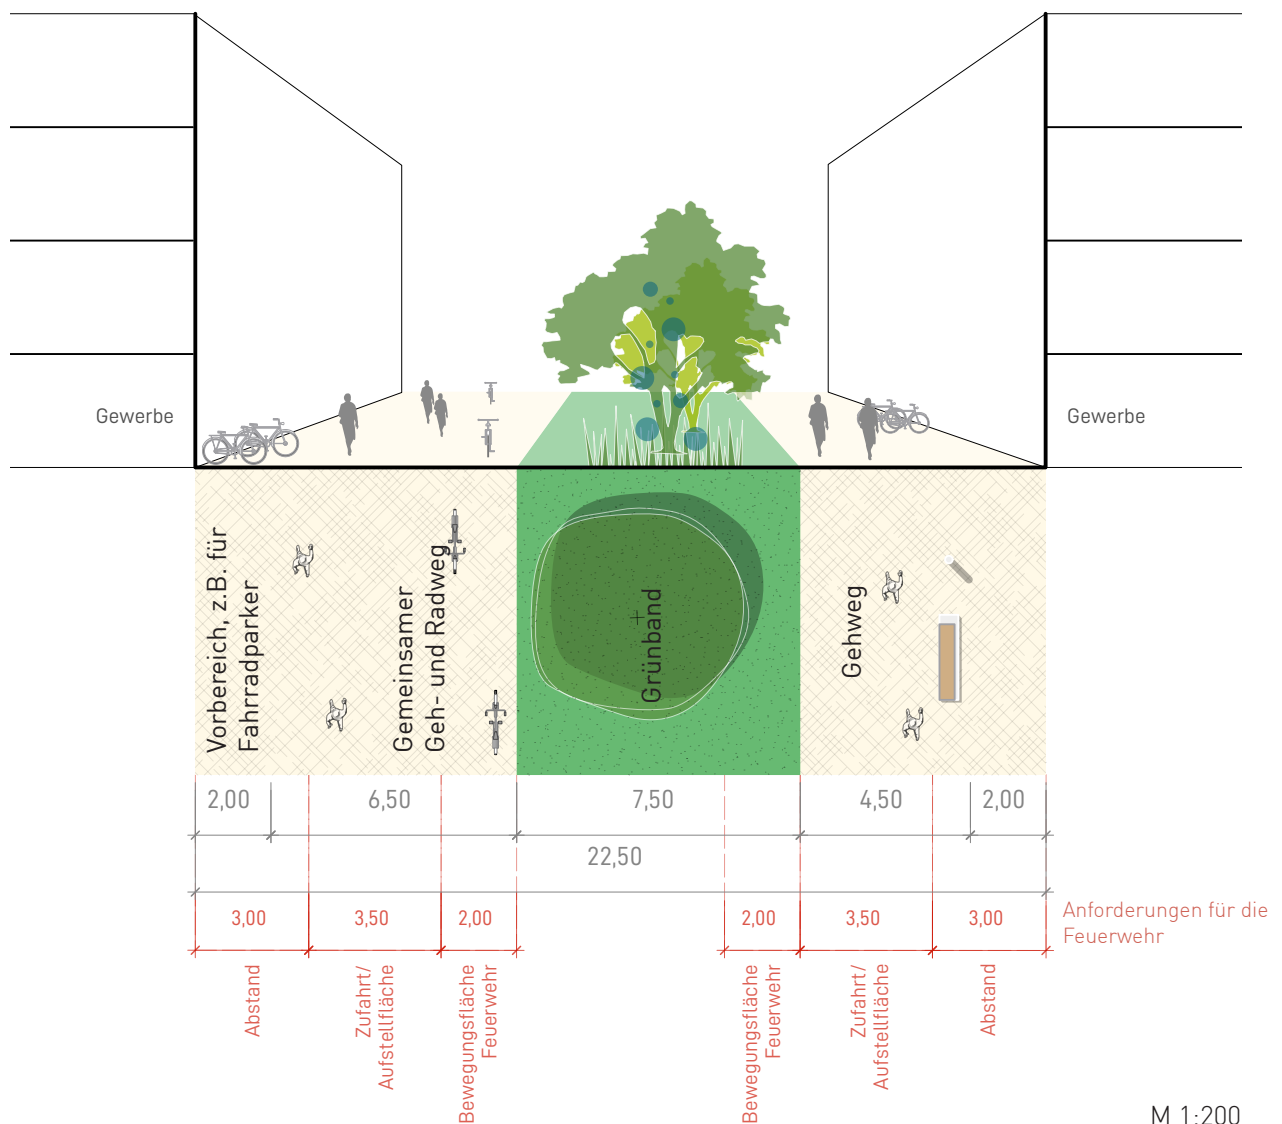 Gewerbe
Gewerbe
Vorbereich, z.B. für
Fahrradparker
Gemeinsamer
Geh- und Radweg
Grünband
Gehweg
2,00
6,50
7,50
4,50
2,00
22,50
3,00
3,50
2,00
2,00
3,50
3,00
Anforderungen für die
Feuerwehr
Abstand
Zufahrt/
Aufstellfläche
Bewegungsfläche
Feuerwehr
Bewegungsfläche
Feuerwehr
Zufahrt/
Aufstellfläche
Abstand
M 1:200